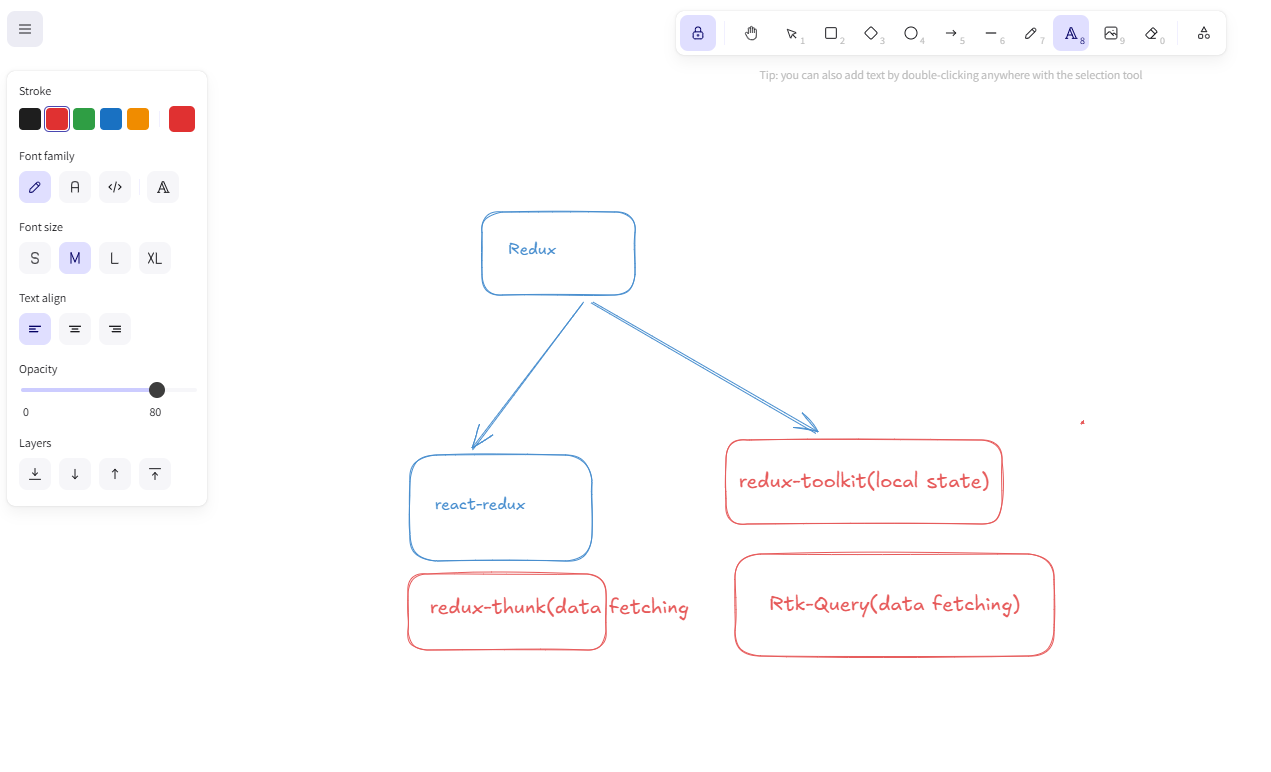 1
2
3
4
5
6
7
8
9
0
Tip: you can also add text by double-clicking anywhere with the selection tool
Stroke
Font family
A
</>
A
Font size
S
M
L
XL
Text align
Opacity
0
80
Layers
Redux
react-redux
redux-toolkit(local state)
redux-thunk(data fetching
Rtk-Query(data fetching)